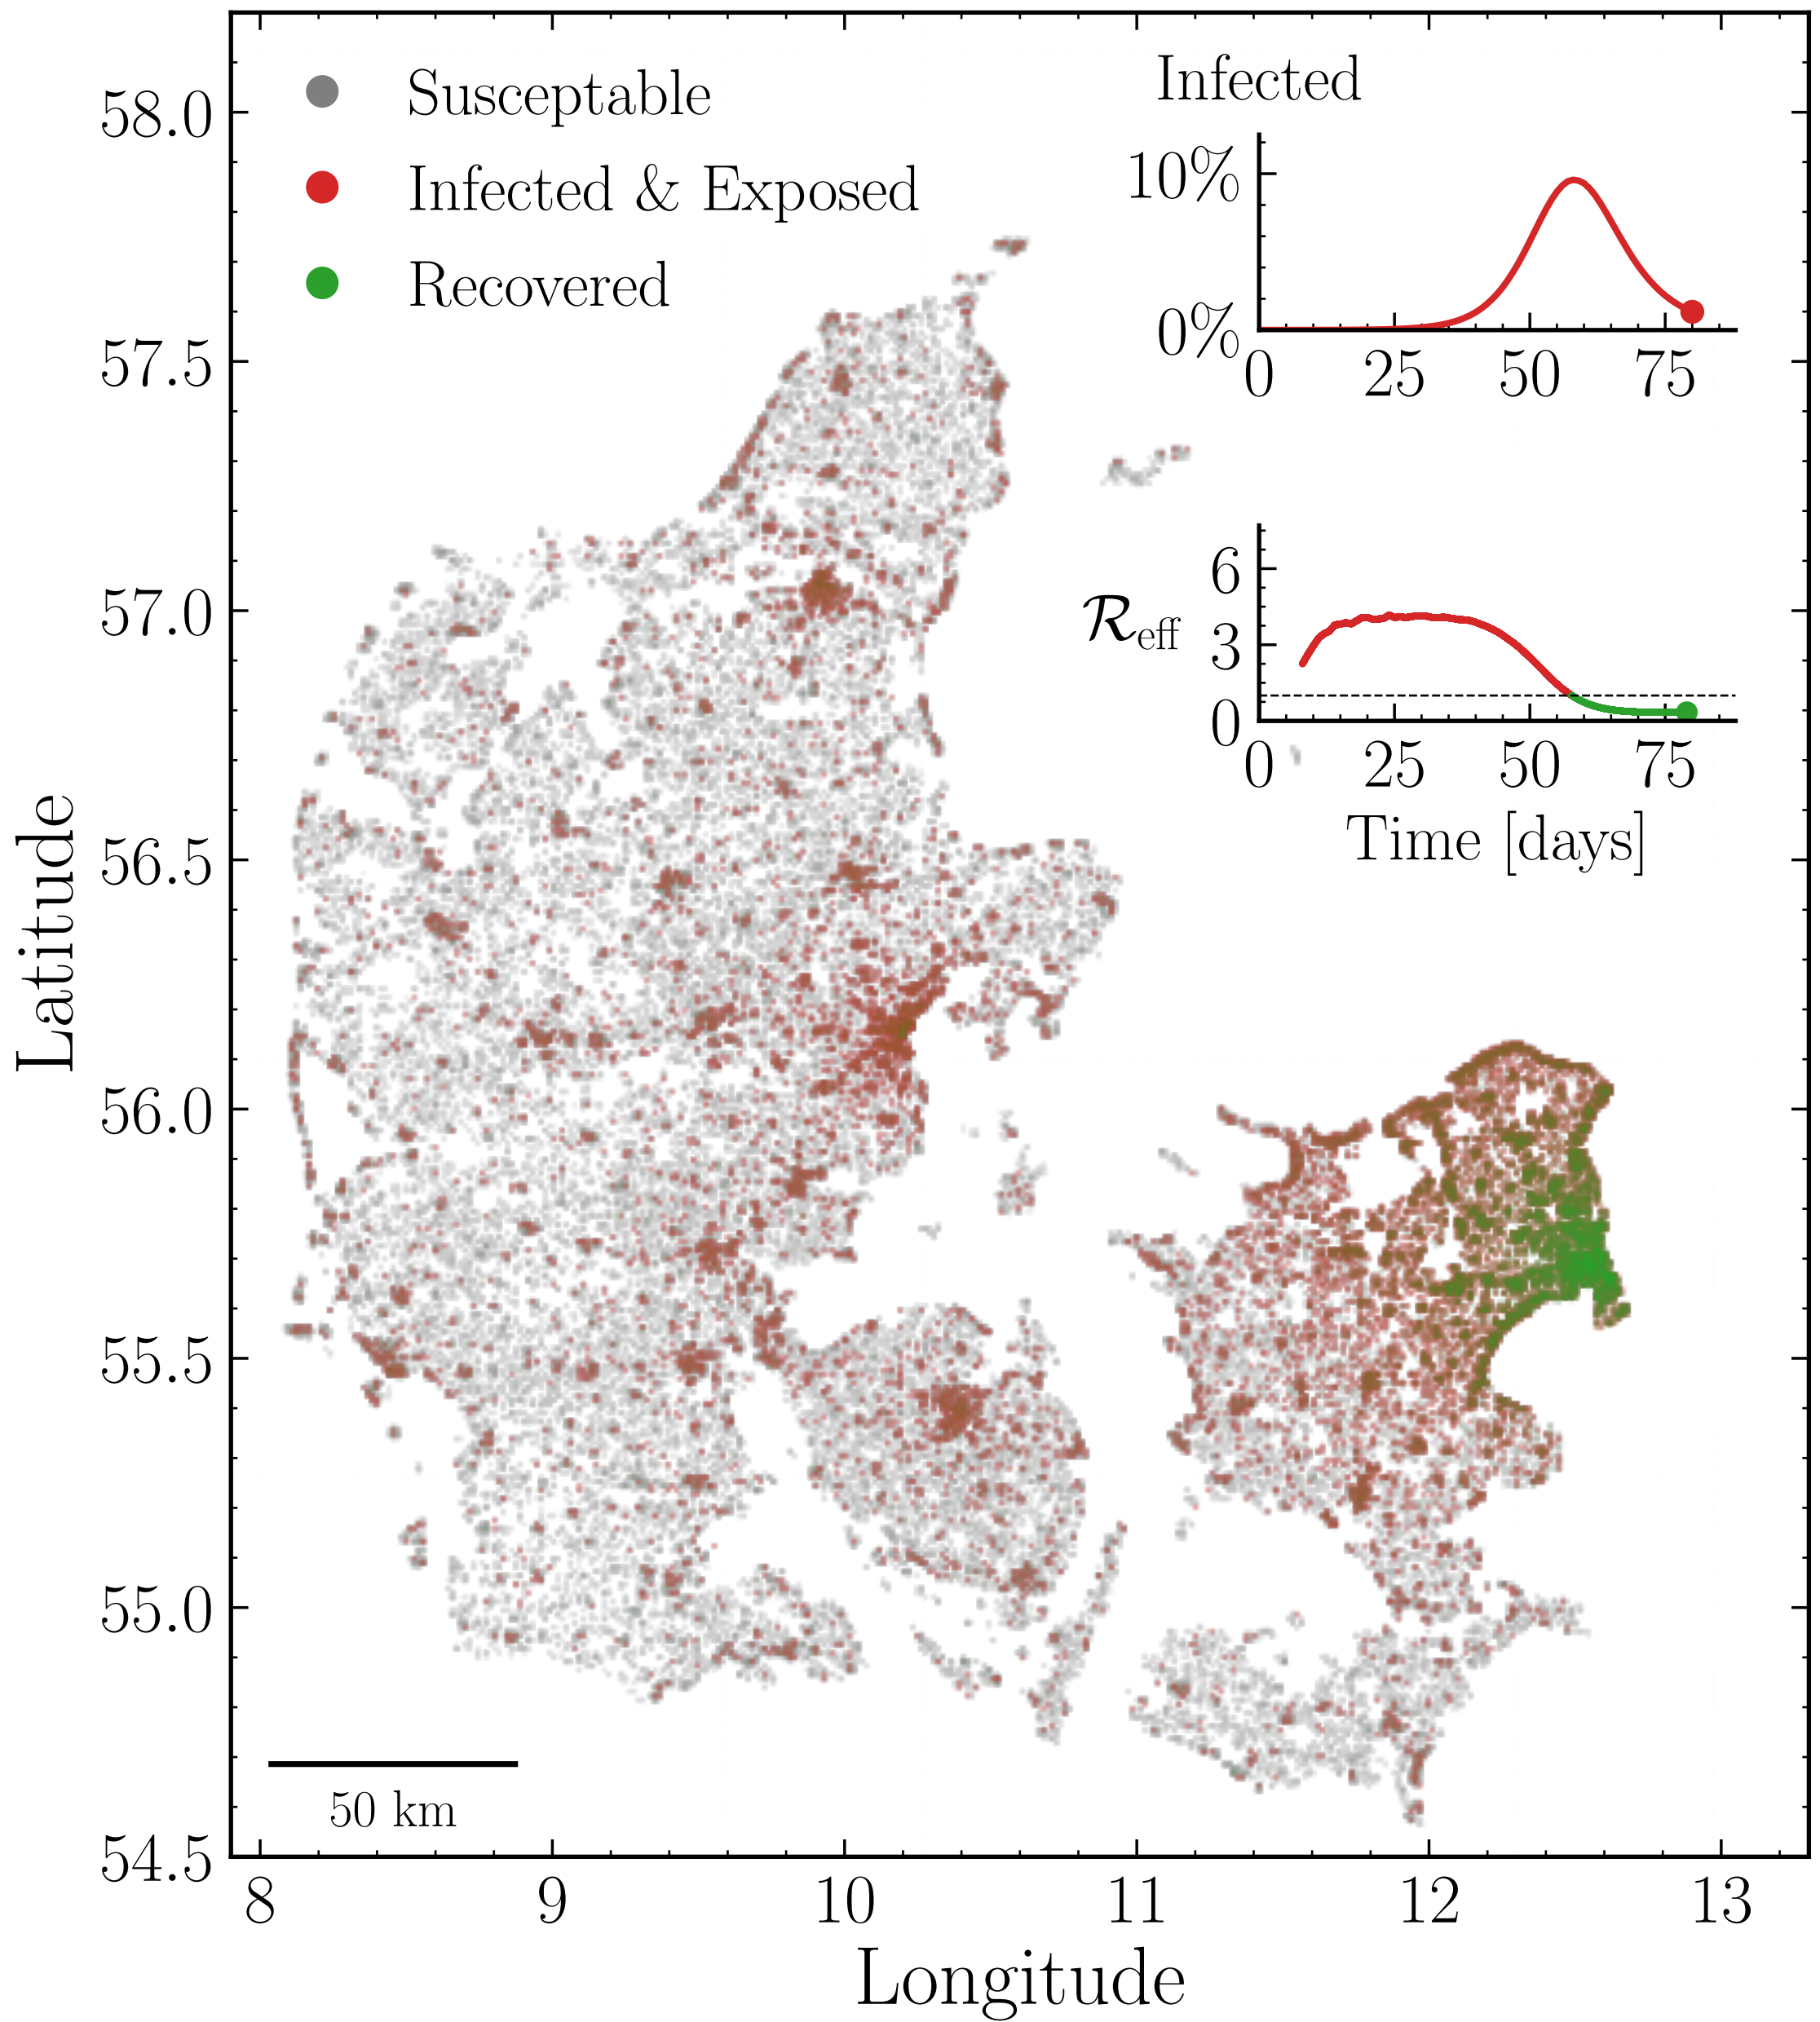 Susceptable
Infected & Exposed
Recovered
Infected
10%
0%
0 25 50 75
6
3
0
ℛeff
0 25 50 75
Time [days]
58.0
57.5
57.0
56.5
56.0
55.5
55.0
54.5
Latitude
50 km
8 9 10 11 12 13
Longitude